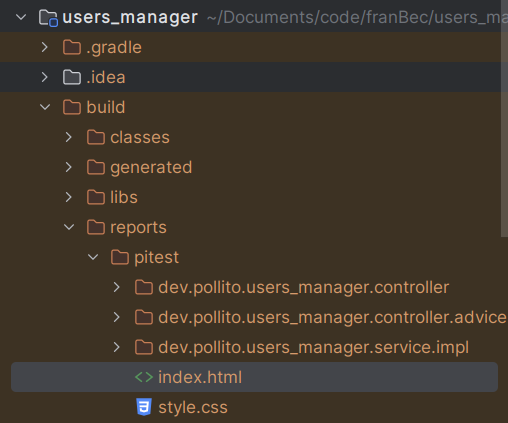 users_manager ~/Documents/code/franBec/users_ma
.gradle
.idea
build
classes
generated
libs
reports
pitest
dev.pollito.users_manager.controller
dev.pollito.users_manager.controller.advice
dev.pollito.users_manager.service.impl
<> index.html
style.css